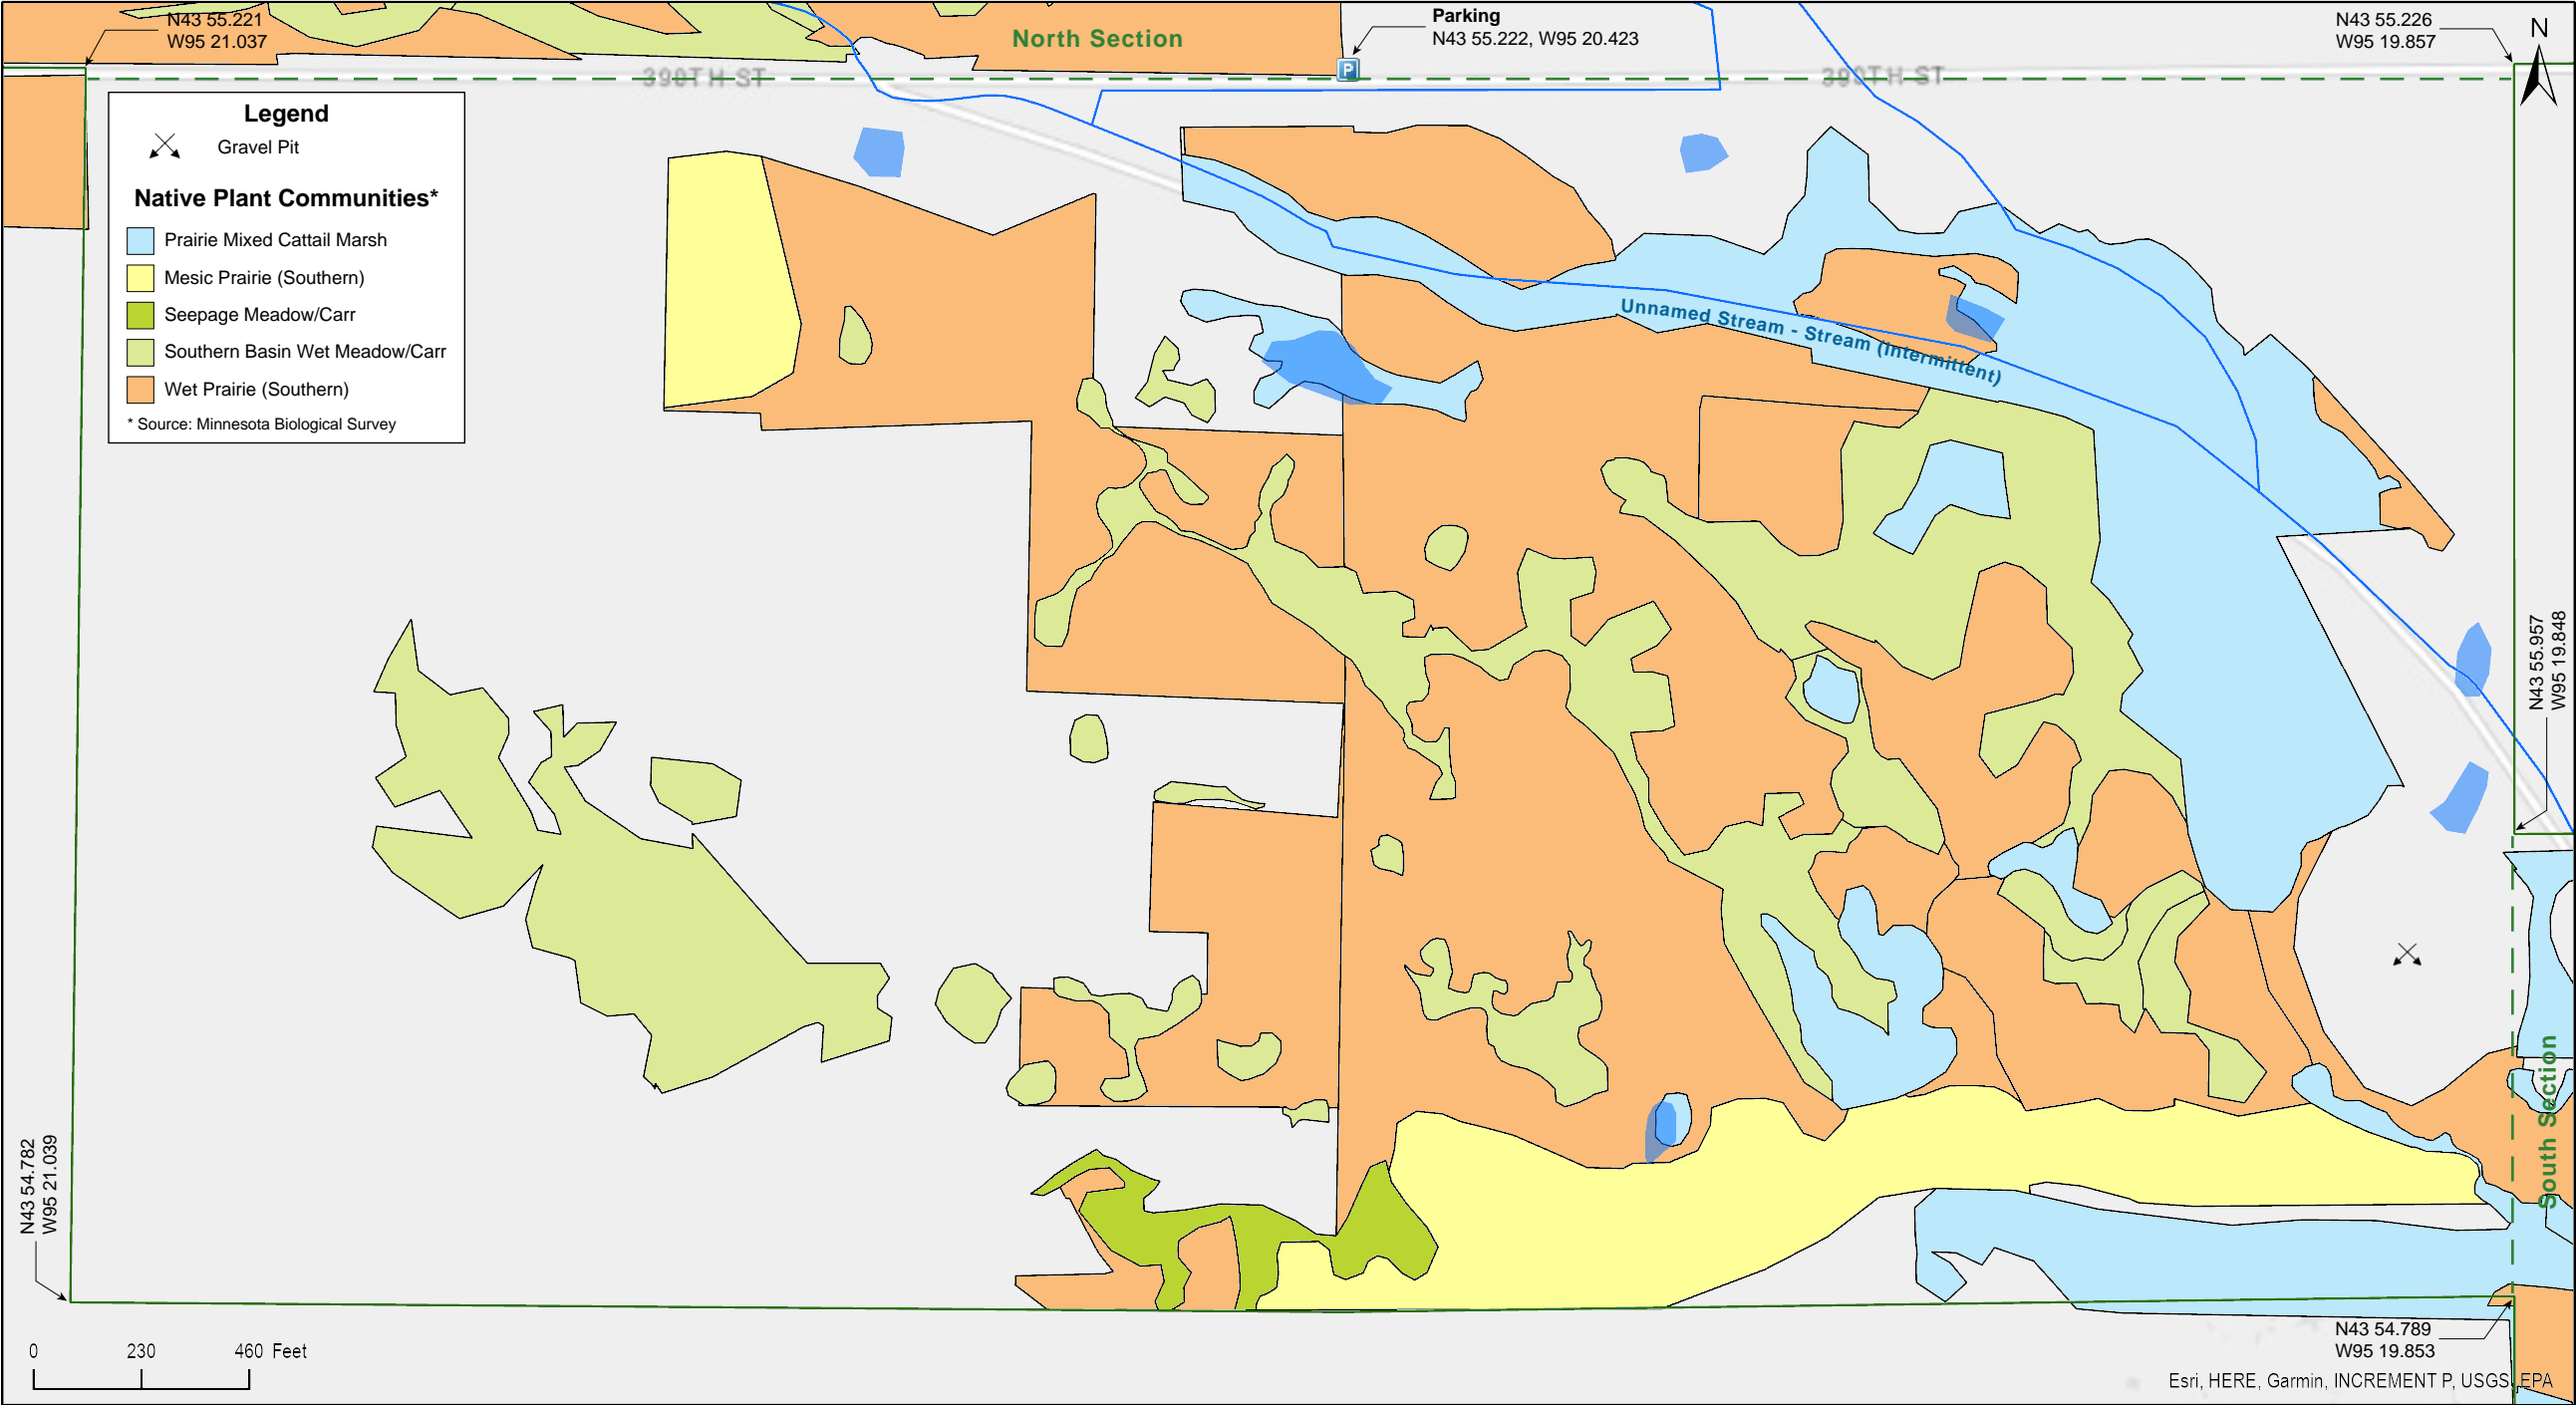 N43 55.221
W95 21.037
North Section
Parking
N43 55.222, W95 20.423
N43 55.226
W95 19.857
N
P
390TH ST
390TH ST
Legend
Gravel Pit
Native Plant Communities*
Prairie Mixed Cattail Marsh
Mesic Prairie (Southern)
Seepage Meadow/Carr
Southern Basin Wet Meadow/Carr
Wet Prairie (Southern)
* Source: Minnesota Biological Survey
Unnamed Stream - Stream (Intermittent)
N43 55.957
W95 19.848
South Section
N43 54.782
W95 21.039
N43 54.789
W95 19.853
0 230 460 Feet
Esri, HERE, Garmin, INCREMENT P, USGS, EPA